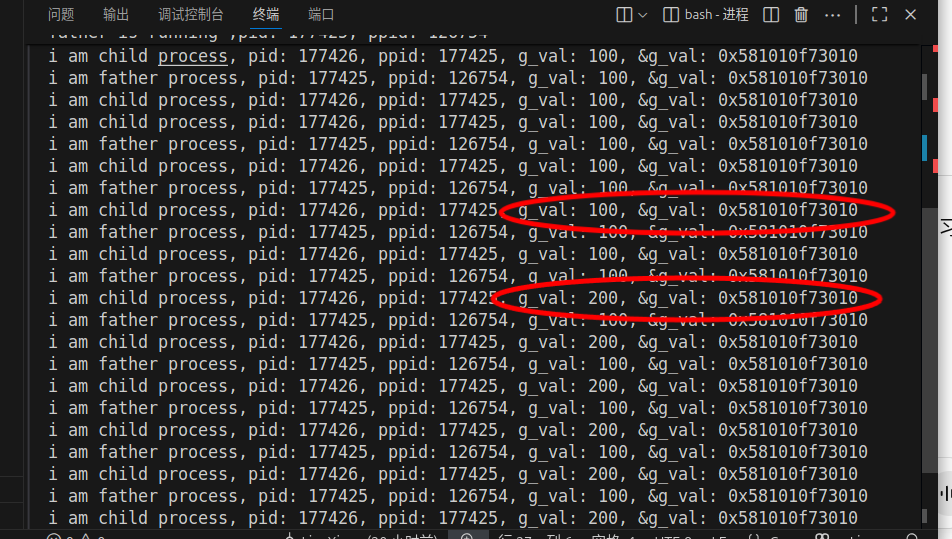 问题 输出 调试控制台 终端 端口 bash - 进程
father is running ,pid: 177425, ppid: 126754
i am child process, pid: 177426, ppid: 177425, g_val: 100, &g_val: 0x581010f73010
i am father process, pid: 177425, ppid: 126754, g_val: 100, &g_val: 0x581010f73010
i am child process, pid: 177426, ppid: 177425, g_val: 100, &g_val: 0x581010f73010
i am child process, pid: 177426, ppid: 177425, g_val: 100, &g_val: 0x581010f73010
i am father process, pid: 177425, ppid: 126754, g_val: 100, &g_val: 0x581010f73010
i am child process, pid: 177426, ppid: 177425, g_val: 100, &g_val: 0x581010f73010
i am father process, pid: 177425, ppid: 126754, g_val: 100, &g_val: 0x581010f73010
i am child process, pid: 177426, ppid: 177425, g_val: 100, &g_val: 0x581010f73010
i am father process, pid: 177425, ppid: 126754, g_val: 100, &g_val: 0x581010f73010
i am child process, pid: 177426, ppid: 177425, g_val: 100, &g_val: 0x581010f73010
i am father process, pid: 177425, ppid: 126754, g_val: 100, &g_val: 0x581010f73010
i am child process, pid: 177426, ppid: 177425, g_val: 200, &g_val: 0x581010f73010
i am father process, pid: 177425, ppid: 126754, g_val: 100, &g_val: 0x581010f73010
i am child process, pid: 177426, ppid: 177425, g_val: 200, &g_val: 0x581010f73010
i am father process, pid: 177425, ppid: 126754, g_val: 100, &g_val: 0x581010f73010
i am child process, pid: 177426, ppid: 177425, g_val: 200, &g_val: 0x581010f73010
i am father process, pid: 177425, ppid: 126754, g_val: 100, &g_val: 0x581010f73010
i am child process, pid: 177426, ppid: 177425, g_val: 200, &g_val: 0x581010f73010
i am father process, pid: 177425, ppid: 126754, g_val: 100, &g_val: 0x581010f73010
i am child process, pid: 177426, ppid: 177425, g_val: 200, &g_val: 0x581010f73010
i am father process, pid: 177425, ppid: 126754, g_val: 100, &g_val: 0x581010f73010
i am child process, pid: 177426, ppid: 177425, g_val: 200, &g_val: 0x581010f73010